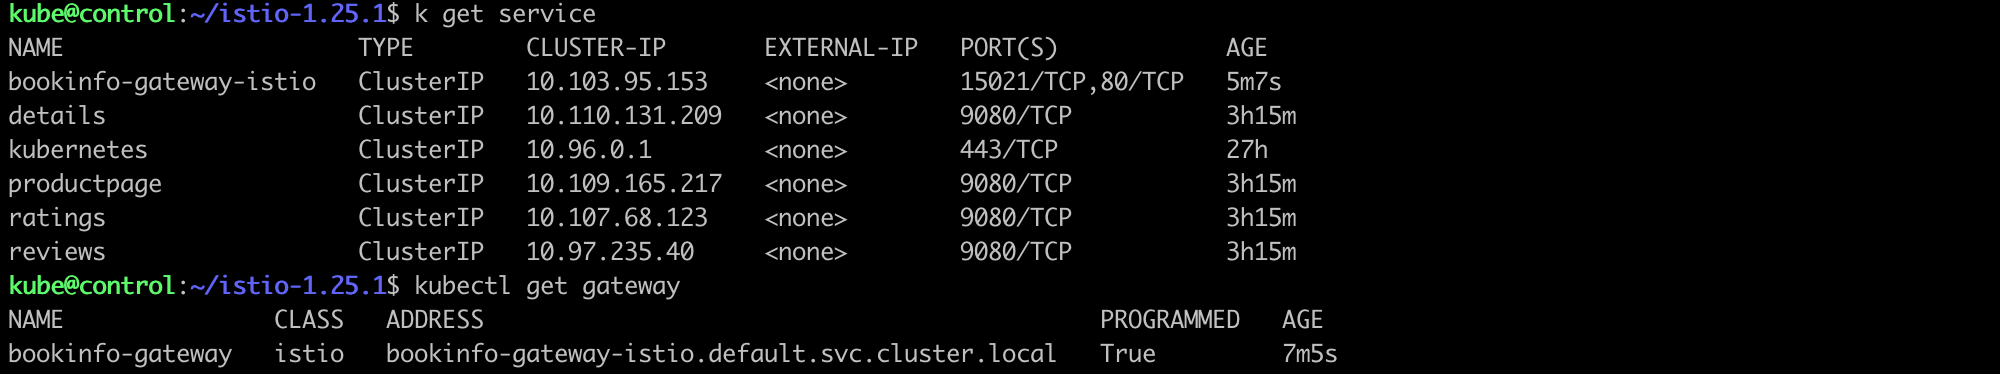 kube@control:~/istio-1.25.1$ k get service
NAME TYPE CLUSTER-IP EXTERNAL-IP PORT(S) AGE
bookinfo-gateway-istio ClusterIP 10.103.95.153 <none> 15021/TCP,80/TCP 5m7s
details ClusterIP 10.110.131.209 <none> 9080/TCP 3h15m
kubernetes ClusterIP 10.96.0.1 <none> 443/TCP 27h
productpage ClusterIP 10.109.165.217 <none> 9080/TCP 3h15m
ratings ClusterIP 10.107.68.123 <none> 9080/TCP 3h15m
reviews ClusterIP 10.97.235.40 <none> 9080/TCP 3h15m
kube@control:~/istio-1.25.1$ kubectl get gateway
NAME CLASS ADDRESS PROGRAMMED AGE
bookinfo-gateway istio bookinfo-gateway-istio.default.svc.cluster.local True 7m5s